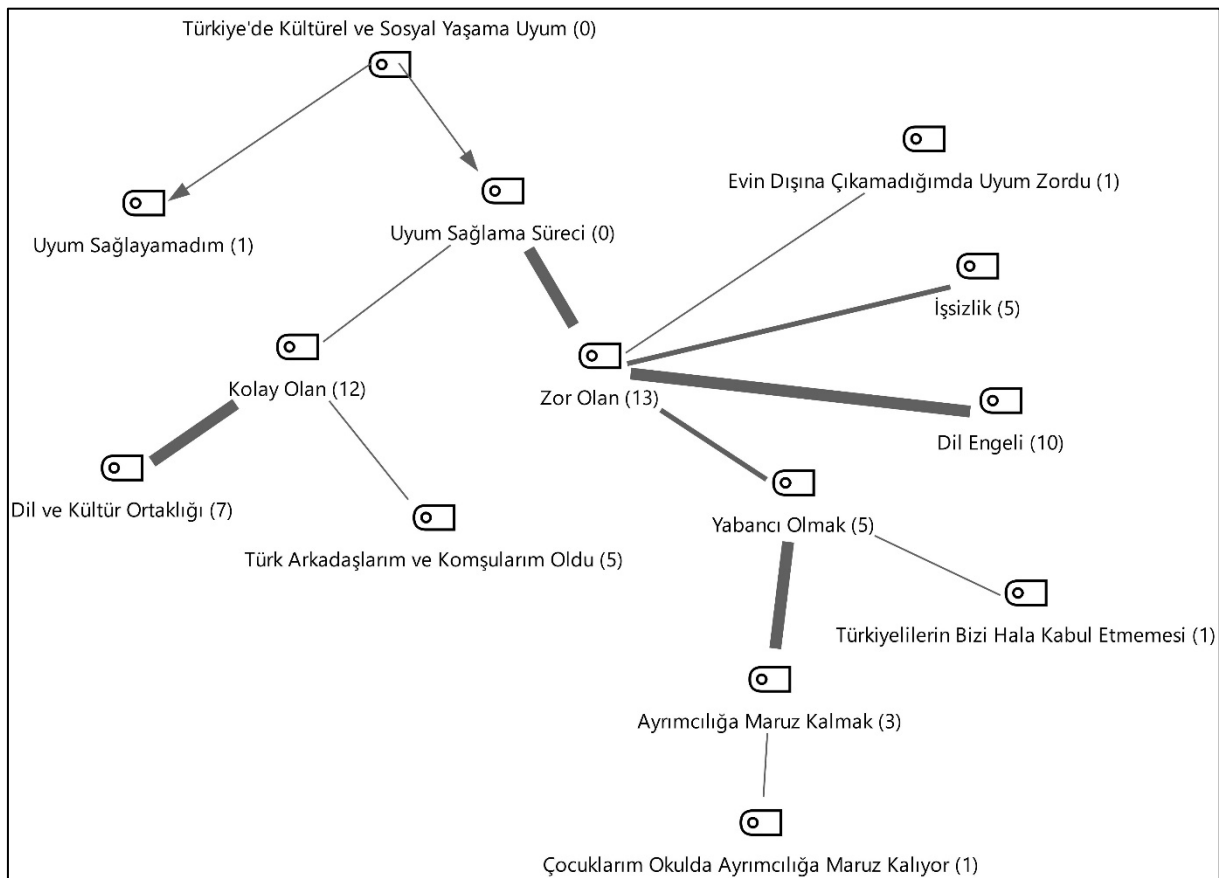 Türkiye'de Kültürel ve Sosyal Yaşama Uyum (0)
Evin Dışına Çıkamadığımda Uyum Zordu (1)
Uyum Sağlayamadım (1)
Uyum Sağlama Süreci (0)
İşsizlik (5)
Kolay Olan (12)
Zor Olan (13)
Dil Engeli (10)
Dil ve Kültür Ortaklığı (7)
Türk Arkadaşlarım ve Komşularım Oldu (5)
Yabancı Olmak (5)
Türkiyelilerin Bizi Hala Kabul Etmemesi (1)
Ayrımcılığa Maruz Kalmak (3)
Çocuklarım Okulda Ayrımcılığa Maruz Kalıyor (1)